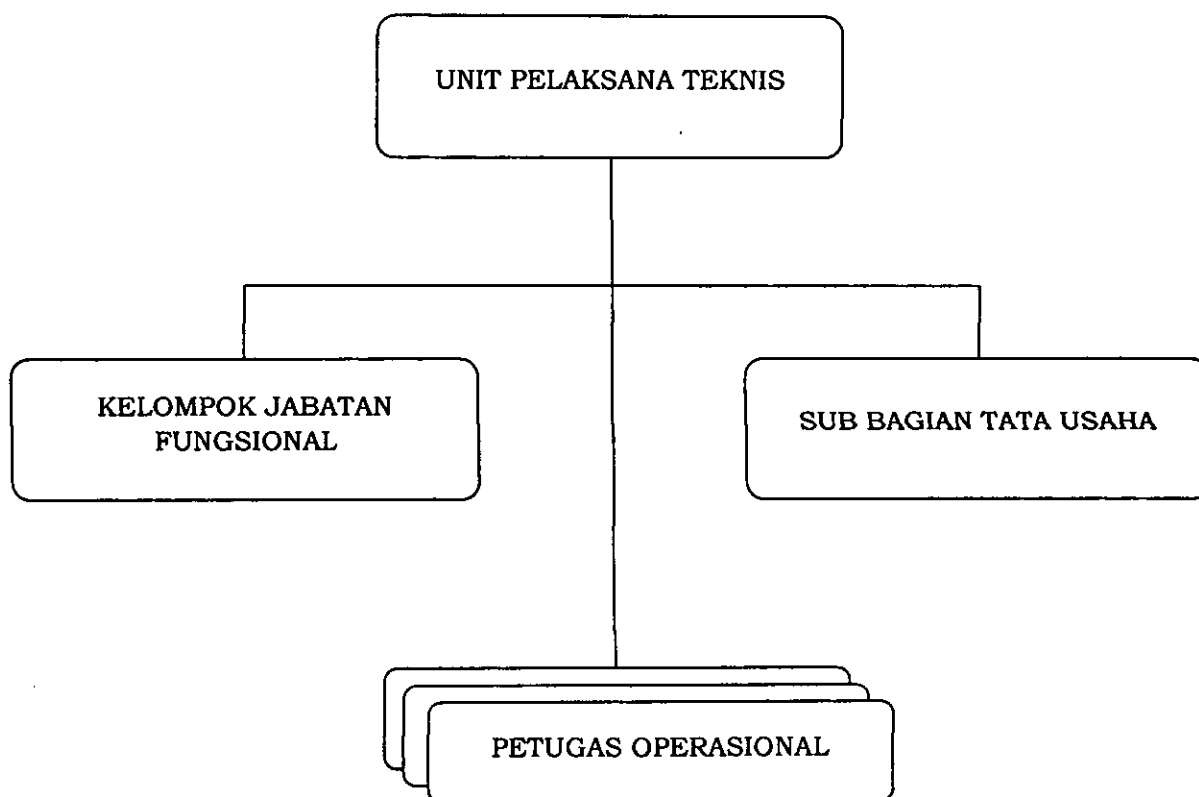 UNIT PELAKSANA TEKNIS
KELOMPOK JABATAN
FUNGSIONAL
SUB BAGIAN TATA USAHA
PETUGAS OPERASIONAL